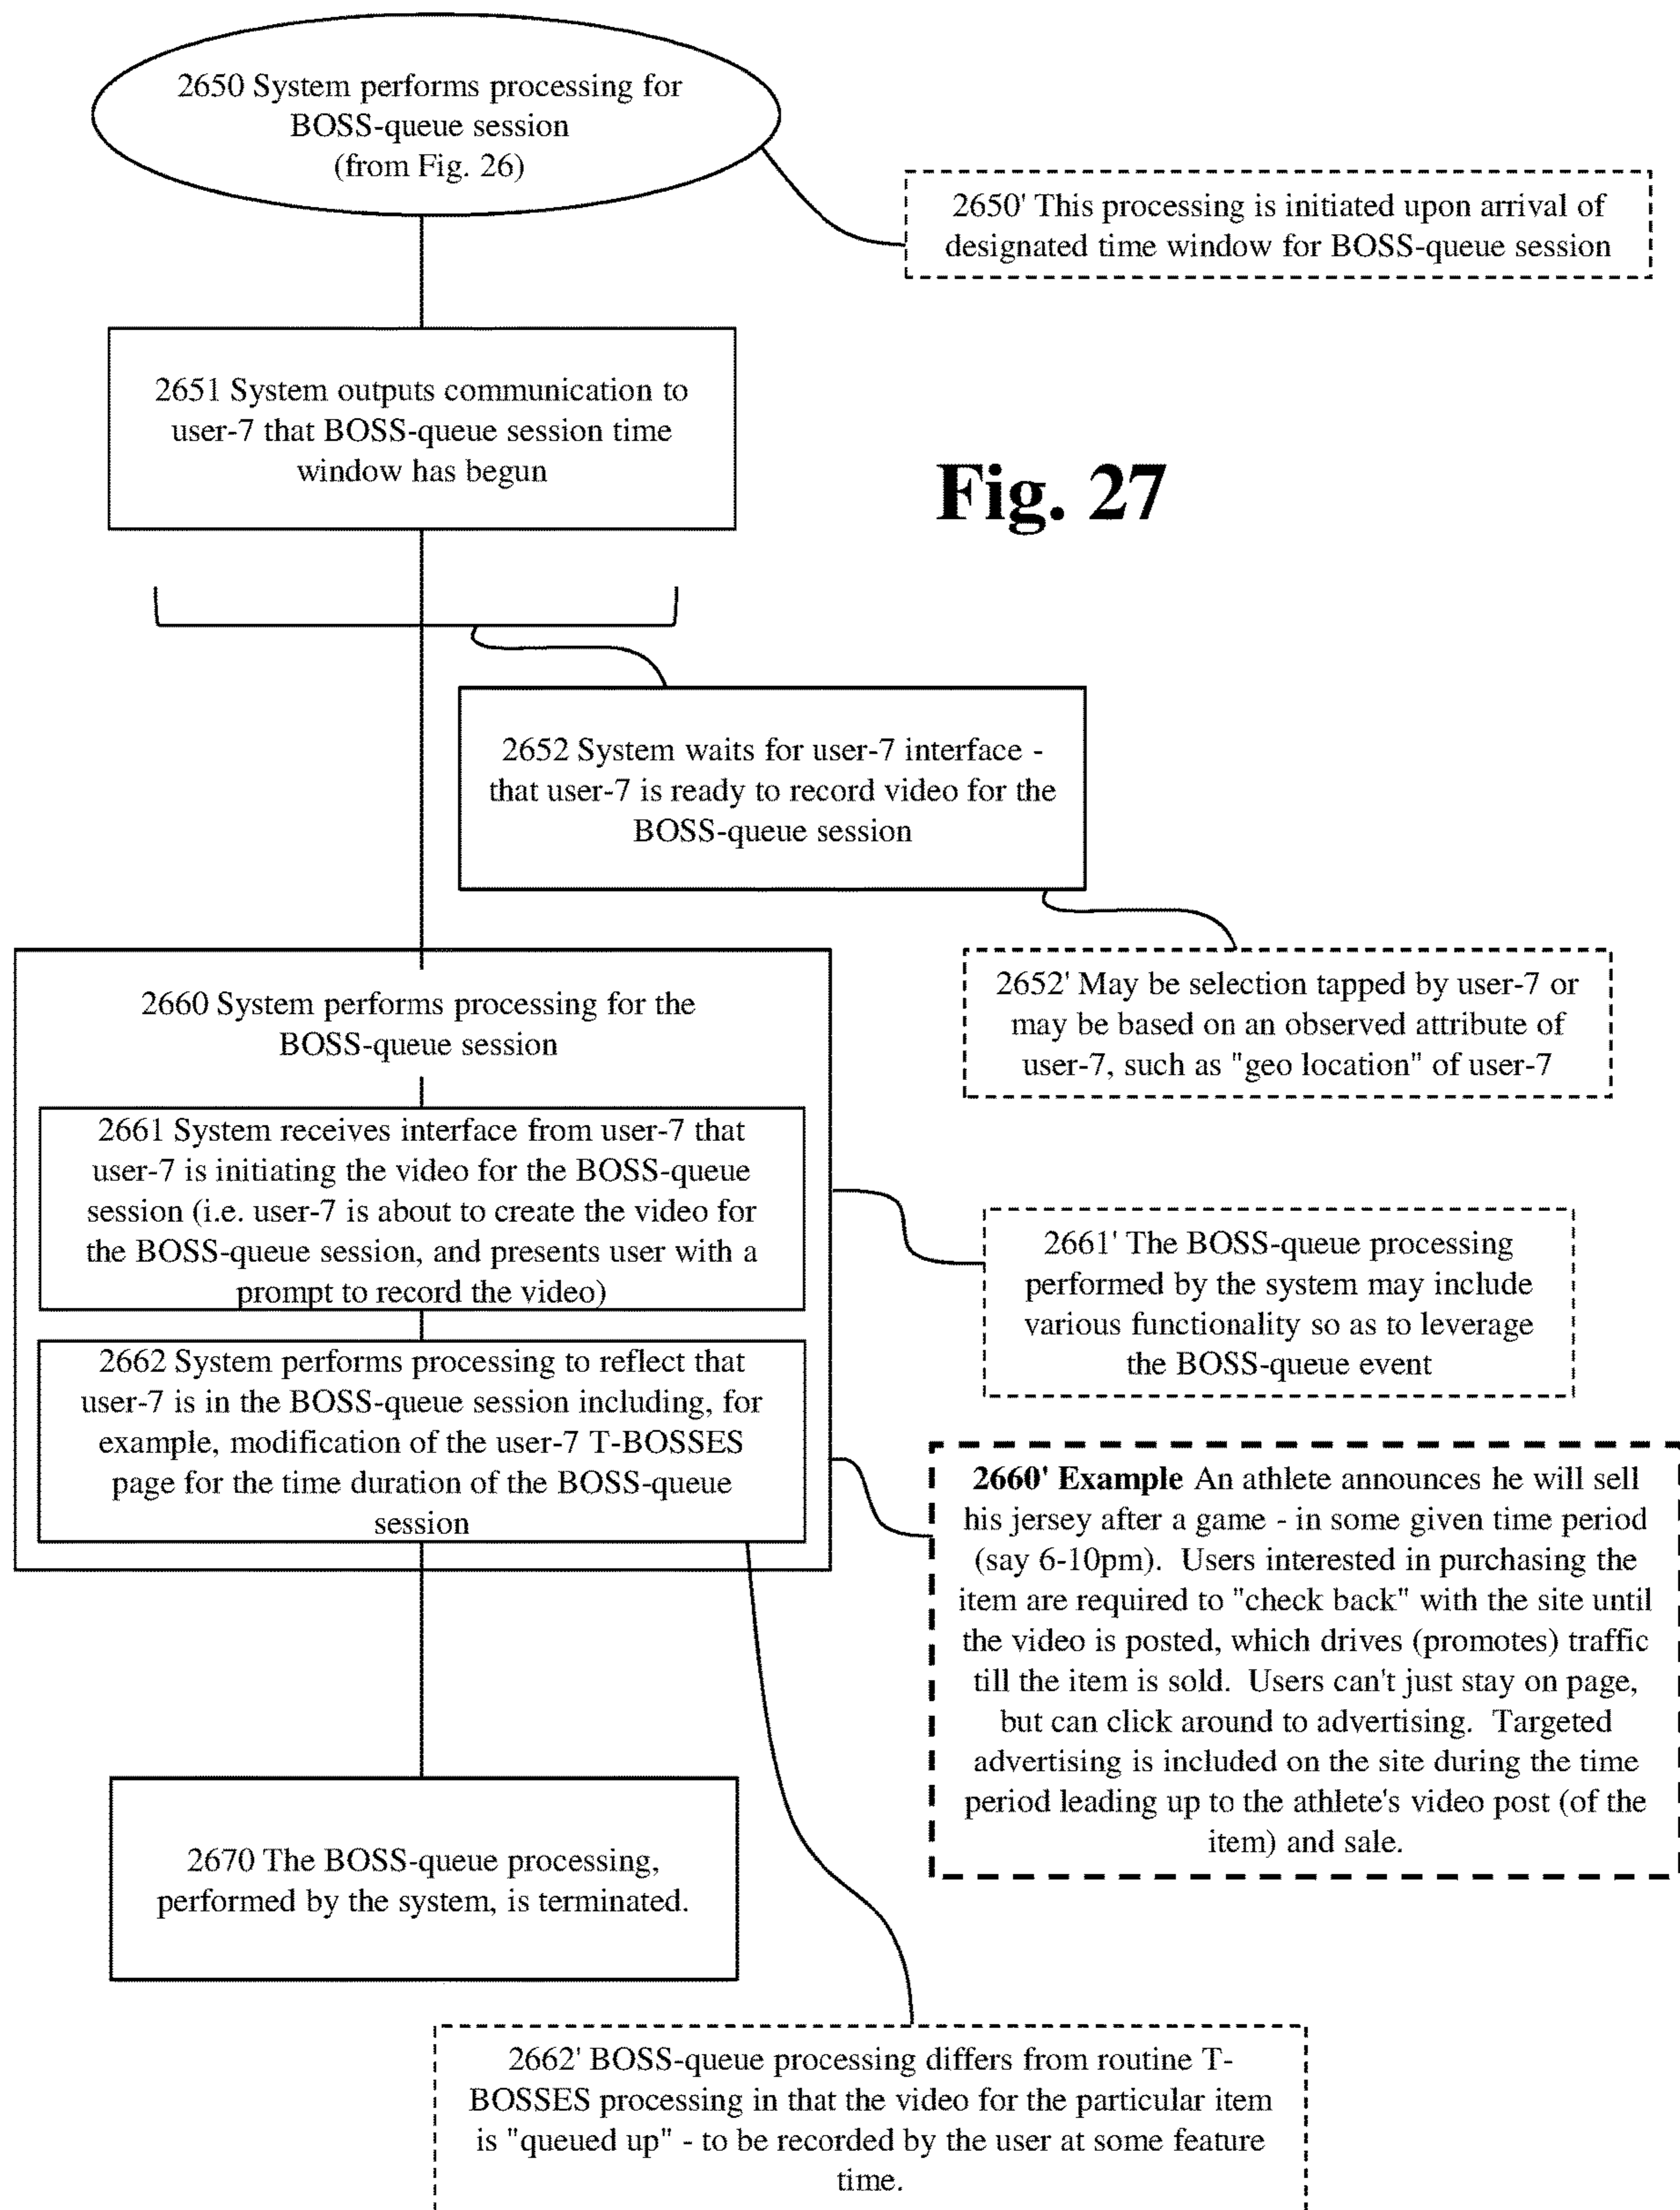 2650 System performs processing for
BOSS-queue session
(from Fig. 26)
2650' This processing is initiated upon arrival of
designated time window for BOSS-queue session
2651 System outputs communication to
user-7 that BOSS-queue session time
window has begun
Fig. 27
2652 System waits for user-7 interface -
that user-7 is ready to record video for the
BOSS-queue session
2652' May be selection tapped by user-7 or
may be based on an observed attribute of
user-7, such as "geo location" of user-7
2660 System performs processing for the
BOSS-queue session
2661 System receives interface from user-7 that
user-7 is initiating the video for the BOSS-queue
session (i.e. user-7 is about to create the video for
the BOSS-queue session, and presents user with a
prompt to record the video)
2661' The BOSS-queue processing
performed by the system may include
various functionality so as to leverage
the BOSS-queue event
2662 System performs processing to reflect that
user-7 is in the BOSS-queue session including, for
example, modification of the user-7 T-BOSSES
page for the time duration of the BOSS-queue
session
2660' Example An athlete announces he will sell
his jersey after a game - in some given time period
(say 6-10pm). Users interested in purchasing the
item are required to "check back" with the site until
the video is posted, which drives (promotes) traffic
till the item is sold. Users can't just stay on page,
but can click around to advertising. Targeted
advertising is included on the site during the time
period leading up to the athlete's video post (of the
item) and sale.
2670 The BOSS-queue processing,
performed by the system, is terminated.
2662' BOSS-queue processing differs from routine T-
BOSSES processing in that the video for the particular item
is "queued up" - to be recorded by the user at some feature
time.